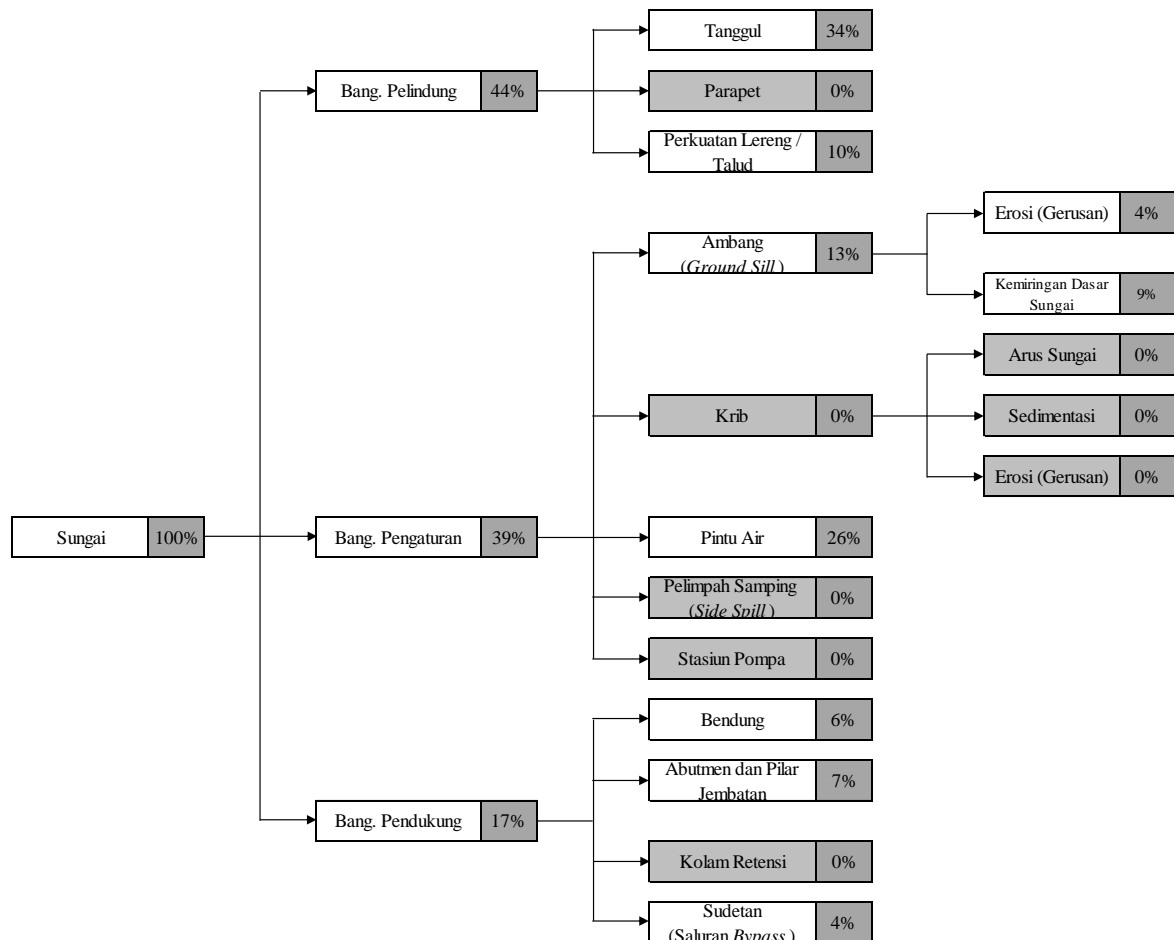 Tanggul 34%
Bang. Pelindung 44%
Parapet 0%
Perkuatan Lereng /
Talud
10%
Erosi (Gerusan) 4%
Ambang
(Ground Sill)
13%
Kemiringan Dasar
Sungai
9%
Arus Sungai 0%
Krib 0%
Sedimentasi 0%
Erosi (Gerusan) 0%
Sungai 100%
Bang. Pengaturan 39%
Pintu Air 26%
Pelimpah Samping
(Side Spill)
0%
Stasiun Pompa 0%
Bendung 6%
Abutmen dan Pilar
Jembatan
7%
Bang. Pendukung 17%
Kolam Retensi 0%
Sudetan
(Saluran Bypass)
4%